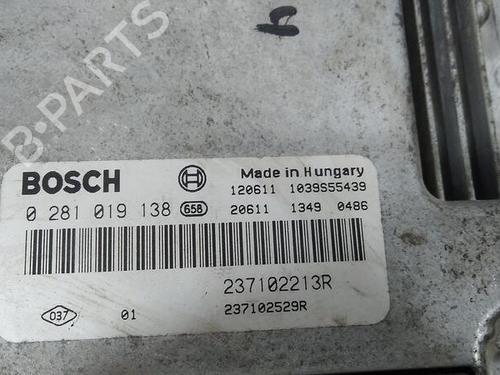 B-PARTS
BOSCH
Made in Hungary
120611 1039S55439
0 281 019 138 658
20611 1349 0486
237102213R
037 01
237102529R